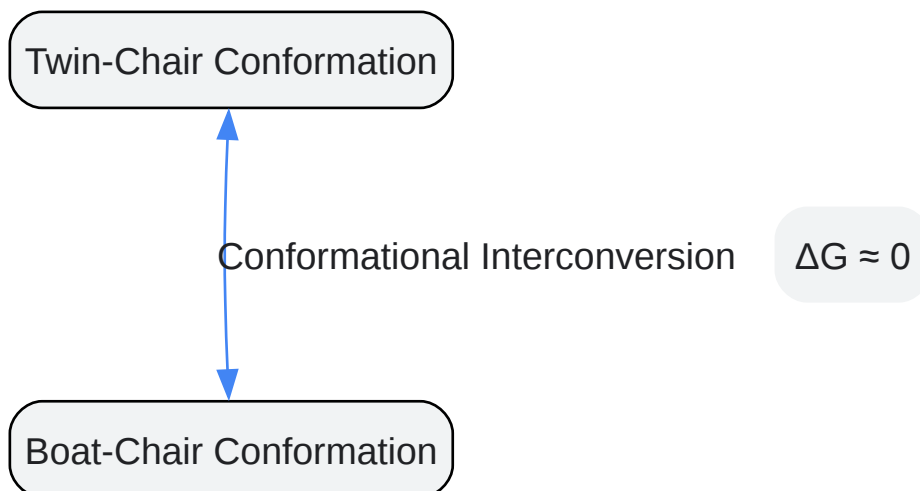 Twin-Chair Conformation
Conformational Interconversion
ΔG ≈ 0
Boat-Chair Conformation